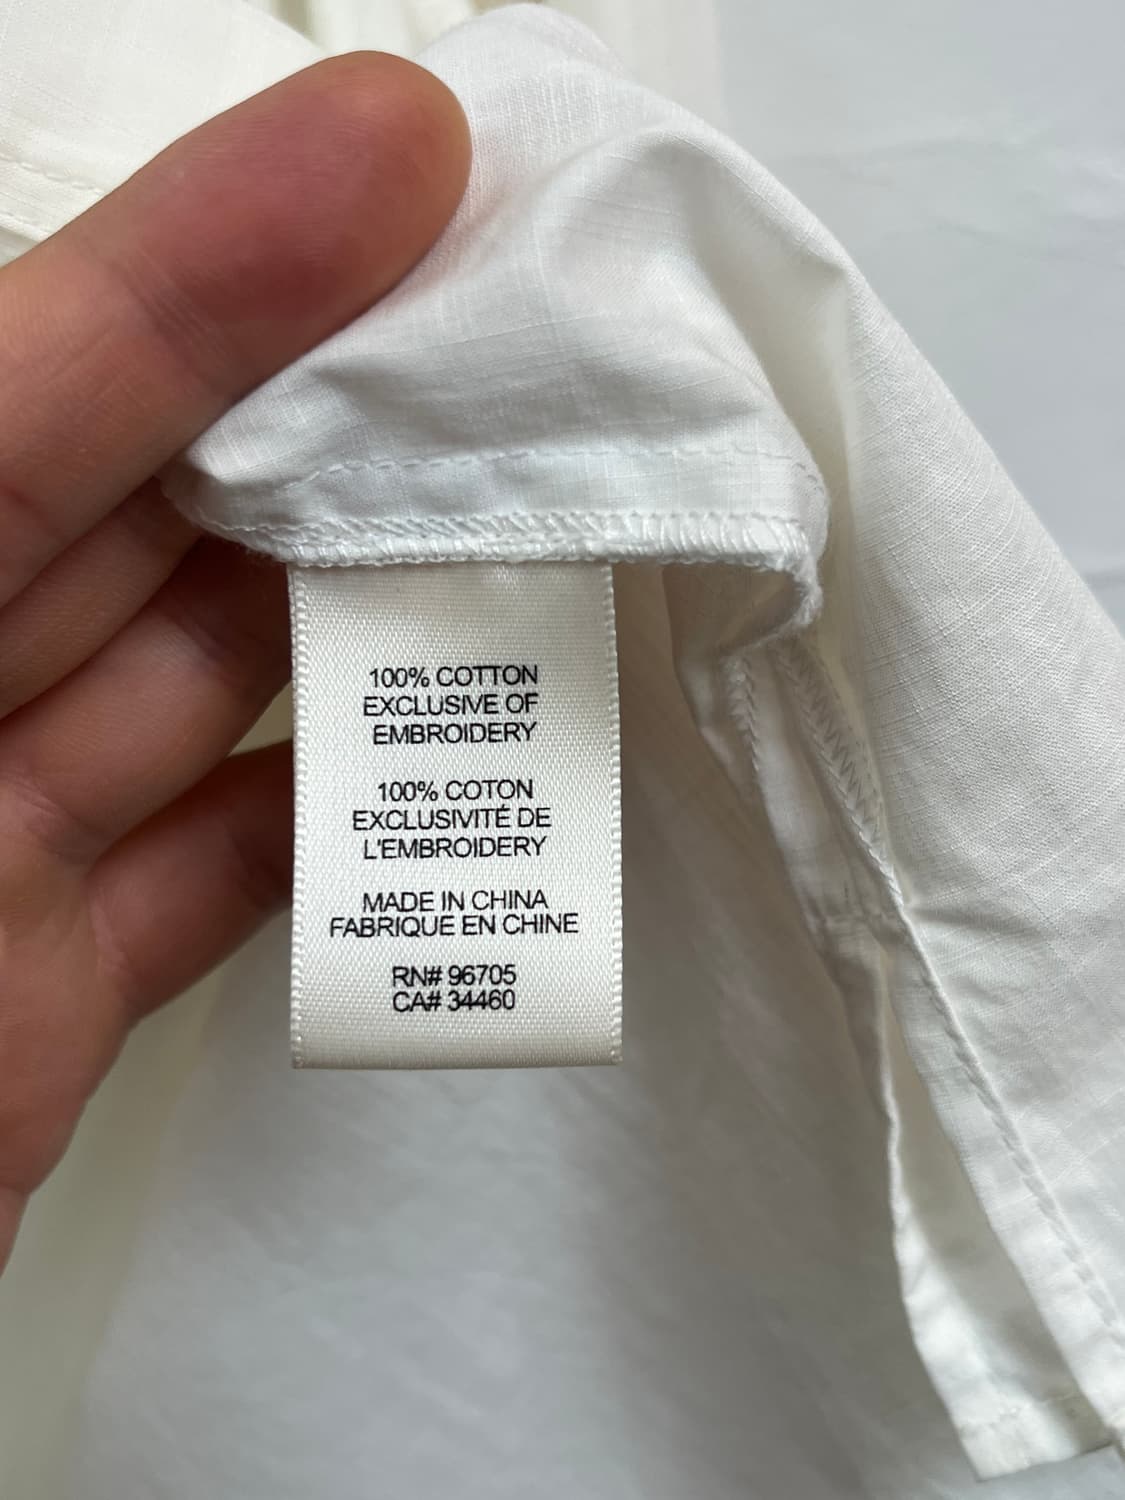 100% COTTON
EXCLUSIVE OF
EMBROIDERY
100% COTON
EXCLUSIVITÉ DE
L'EMBROIDERY
MADE IN CHINA
FABRIQUE EN CHINE
RN# 96705
CA# 34460